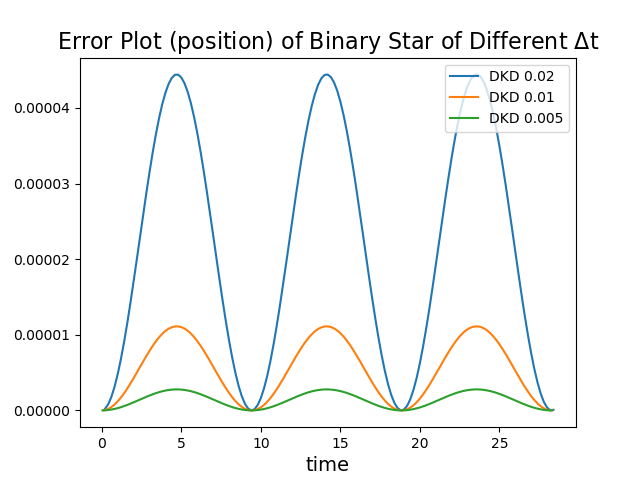 Error Plot (position) of Binary Star of Different Δt
DKD 0.02
DKD 0.01
DKD 0.005
0.00004
0.00003
0.00002
0.00001
0.00000
0 5 10 15 20 25
time